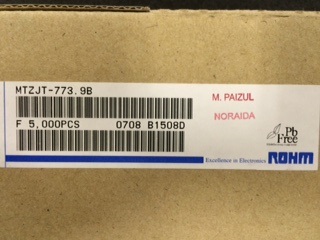 MTZJT-773.9B
M. PAIZUL
NORAIDA
F 5,000PCS 0708 B1508D
Pb
Free
Excellence in Electronics
ROHM